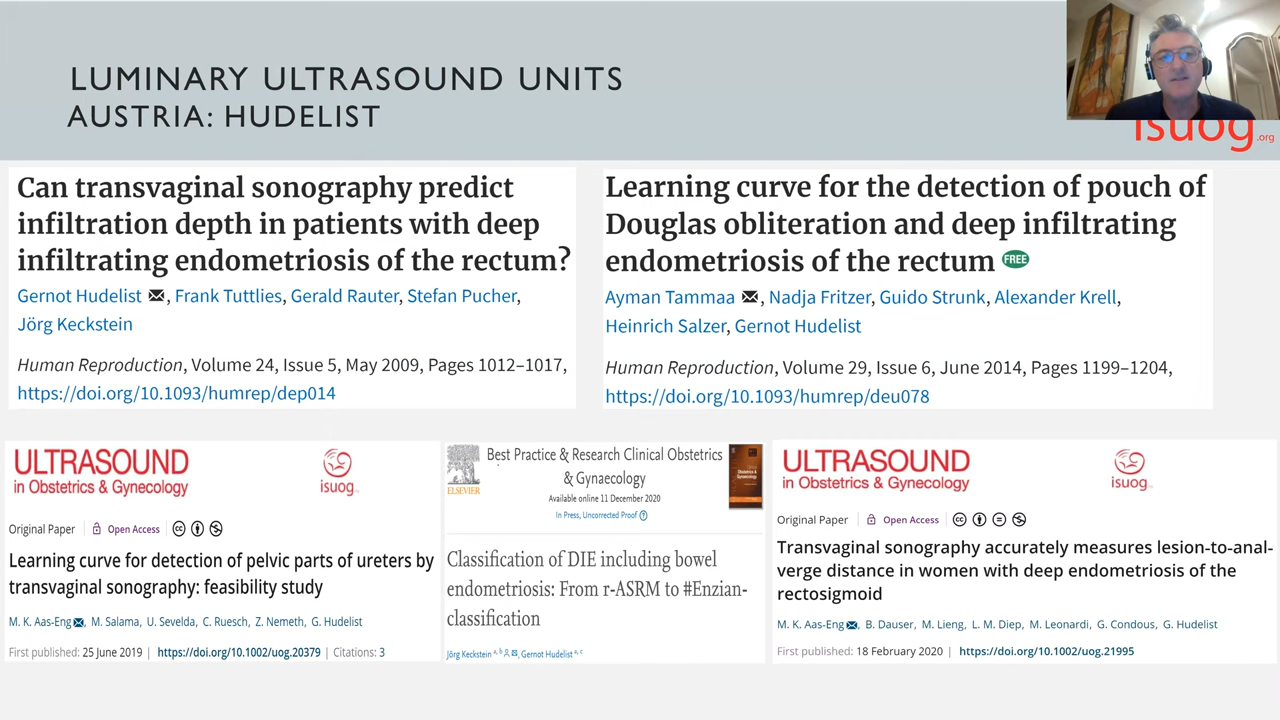 LUMINARY ULTRASOUND UNITS
AUSTRIA: HUDELIST
isuog.org
Can transvaginal sonography predict
infiltration depth in patients with deep
infiltrating endometriosis of the rectum?
Gernot Hudelist, Frank Tuttlies, Gerald Rauter, Stefan Pucher,
Jörg Keckstein
Human Reproduction, Volume 24, Issue 5, May 2009, Pages 1012–1017,
https://doi.org/10.1093/humrep/dep014
Learning curve for the detection of pouch of
Douglas obliteration and deep infiltrating
endometriosis of the rectum FREE
Ayman Tammaa, Nadja Fritzer, Guido Strunk, Alexander Krell,
Heinrich Salzer, Gernot Hudelist
Human Reproduction, Volume 29, Issue 6, June 2014, Pages 1199–1204,
https://doi.org/10.1093/humrep/deu078
ULTRASOUND
in Obstetrics & Gynecology
isuog
Original Paper | Open Access
Learning curve for detection of pelvic parts of ureters by
transvaginal sonography: feasibility study
M. K. Aas-Eng, M. Salama, U. Sevelda, C. Ruesch, Z. Nemeth, G. Hudelist
First published: 25 June 2019 | https://doi.org/10.1002/uog.20379 | Citations: 3
ELSEVIER
Best Practice & Research Clinical Obstetrics
& Gynaecology
Available online 11 December 2020
In Press, Uncorrected Proof
Classification of DIE including bowel
endometriosis: From r-ASRM to #Enzian-
classification
Jörg Keckstein a, b, Gernot Hudelist a, c
ULTRASOUND
in Obstetrics & Gynecology
isuog
Original Paper | Open Access
Transvaginal sonography accurately measures lesion-to-anal-
verge distance in women with deep endometriosis of the
rectosigmoid
M. K. Aas-Eng, B. Dauser, M. Lieng, L. M. Diep, M. Leonardi, G. Condous, G. Hudelist
First published: 18 February 2020 | https://doi.org/10.1002/uog.21995